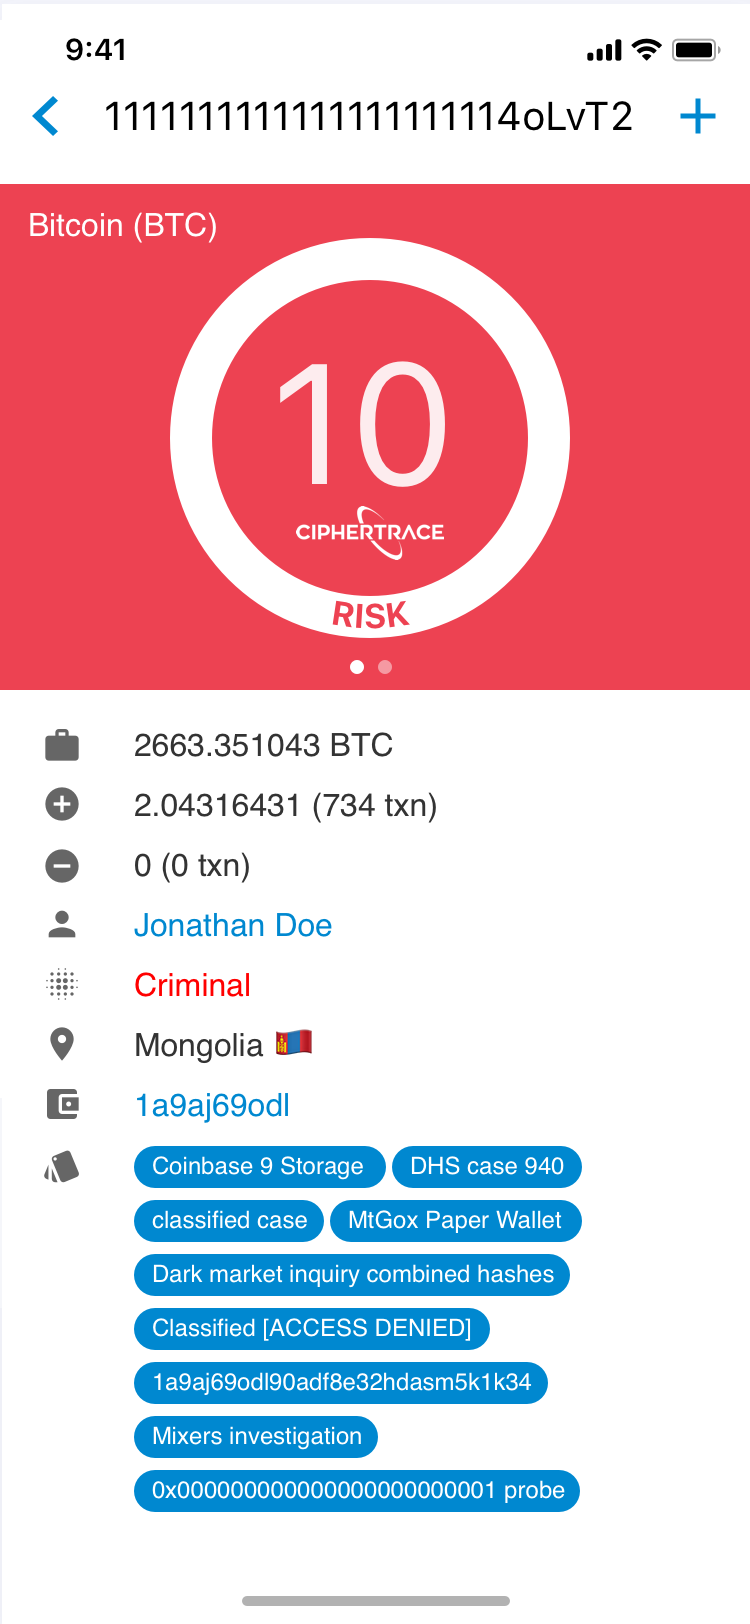 9:41
1111111111111111111114oLvT2
Bitcoin (BTC)
10
CIPHERTRACE
RISK
2663.351043 BTC
2.04316431 (734 txn)
0 (0 txn)
Jonathan Doe
Criminal
Mongolia 🇲🇳
1a9aj69odl
Coinbase 9 Storage DHS case 940
classified case MtGox Paper Wallet
Dark market inquiry combined hashes
Classified [ACCESS DENIED]
1a9aj69odl90adf8e32hdasm5k1k34
Mixers investigation
0x000000000000000000000001 probe